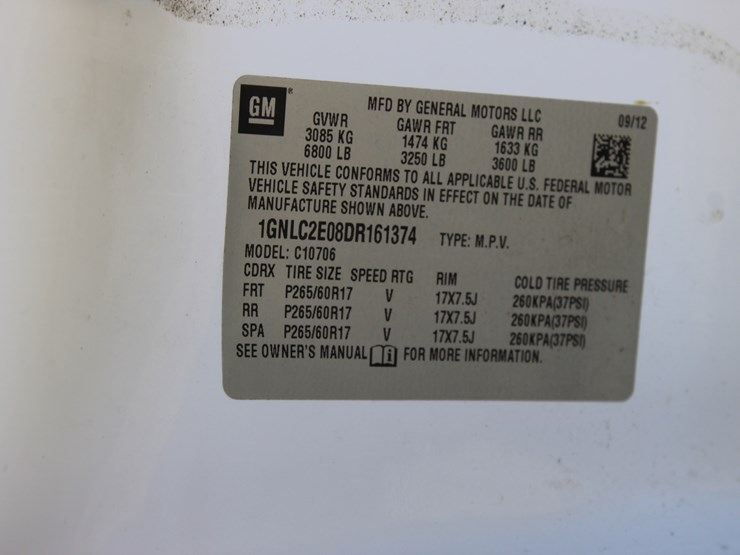 GM
MFD BY GENERAL MOTORS LLC 09/12
GVWR GAWR FRT GAWR RR
3085 KG 1474 KG 1633 KG
6800 LB 3250 LB 3600 LB
THIS VEHICLE CONFORMS TO ALL APPLICABLE U.S. FEDERAL MOTOR
VEHICLE SAFETY STANDARDS IN EFFECT ON THE DATE OF
MANUFACTURE SHOWN ABOVE.
1GNLC2E08DR161374 TYPE: M.P.V.
MODEL: C10706
CDRX TIRE SIZE SPEED RTG RIM COLD TIRE PRESSURE
FRT P265/60R17 V 17X7.5J 260KPA(37PSI)
RR P265/60R17 V 17X7.5J 260KPA(37PSI)
SPA P265/60R17 V 17X7.5J 260KPA(37PSI)
SEE OWNER'S MANUAL i FOR MORE INFORMATION.